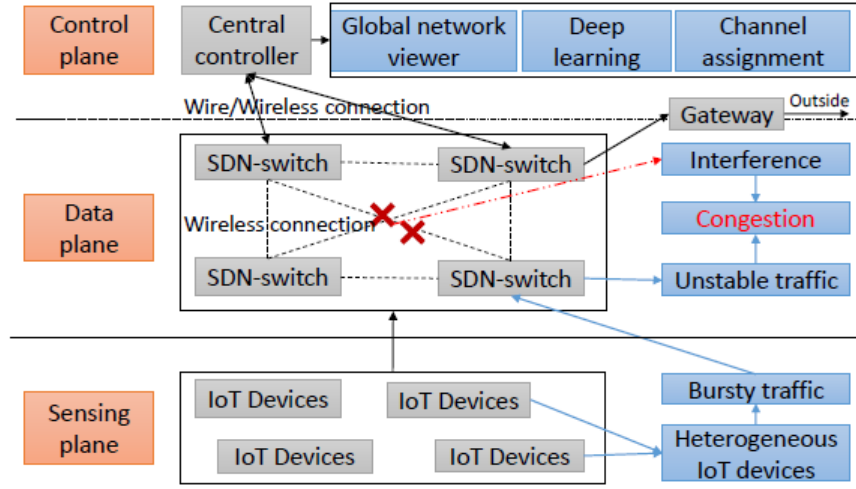 Control
plane
Central
controller
Global network
viewer
Deep
learning
Channel
assignment
Wire/Wireless connection
Gateway
Outside
Data
plane
SDN-switch
SDN-switch
Wireless connection
SDN-switch
SDN-switch
Interference
Congestion
Unstable traffic
Sensing
plane
IoT Devices
IoT Devices
IoT Devices
IoT Devices
Bursty traffic
Heterogeneous
IoT devices